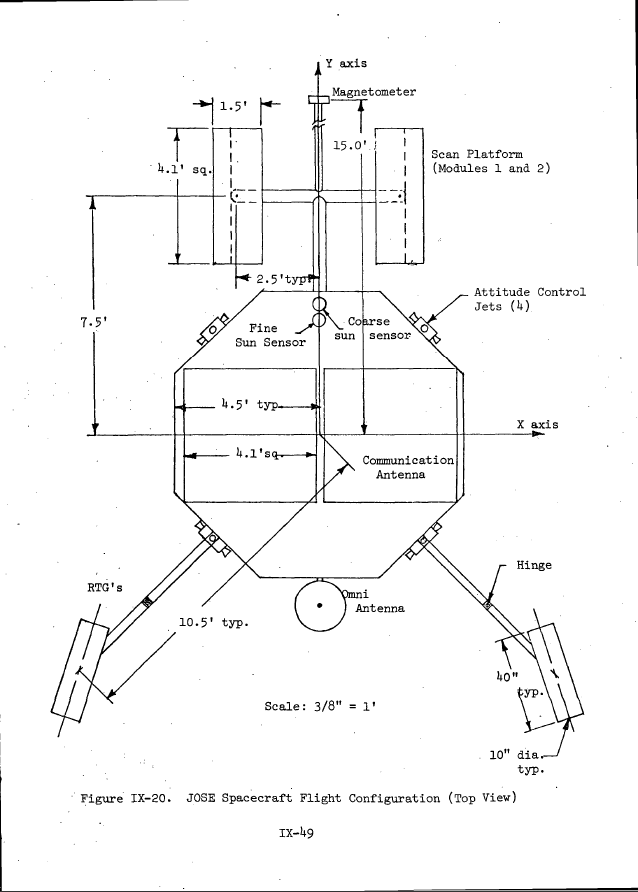 Y axis
Magnetometer
1.5'
15.0'
4.1' sq.
Scan Platform
(Modules 1 and 2)
2.5'typ.
Attitude Control
Jets (4)
7.5'
Fine
Sun Sensor
Coarse
sun sensor
4.5' typ.
X axis
4.1'sq.
Communication
Antenna
Hinge
RTG's
Omni
Antenna
10.5' typ.
40"
typ.
Scale: 3/8" = 1'
10" dia.
typ.
Figure IX-20. JOSE Spacecraft Flight Configuration (Top View)
IX-49